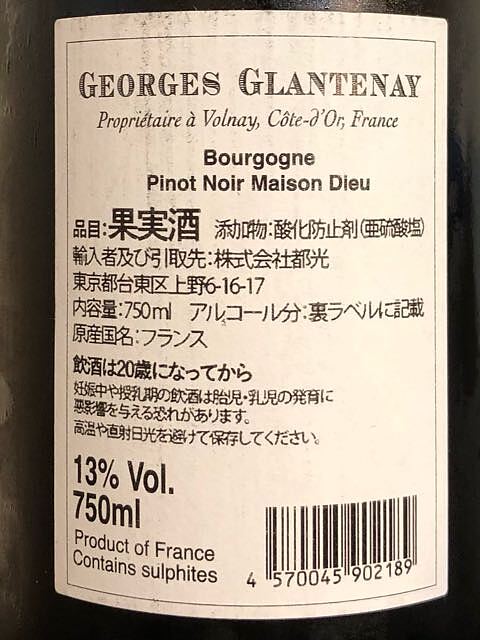 GEORGES GLANTENAY
Propriétaire à Volnay, Côte-d'Or, France
Bourgogne
Pinot Noir Maison Dieu
品目:果実酒 添加物:酸化防止剤(亜硫酸塩)
輸入者及び引取先:株式会社都光
東京都台東区上野6-16-17
内容量:750ml アルコール分:裏ラベルに記載
原産国名:フランス
飲酒は20歳になってから
妊娠中や授乳期の飲酒は胎児・乳児の発育に
悪影響を与える恐れがあります。
高温や直射日光を避けて保存してください。
13% Vol.
750ml
Product of France
Contains sulphites
4 570045 902189